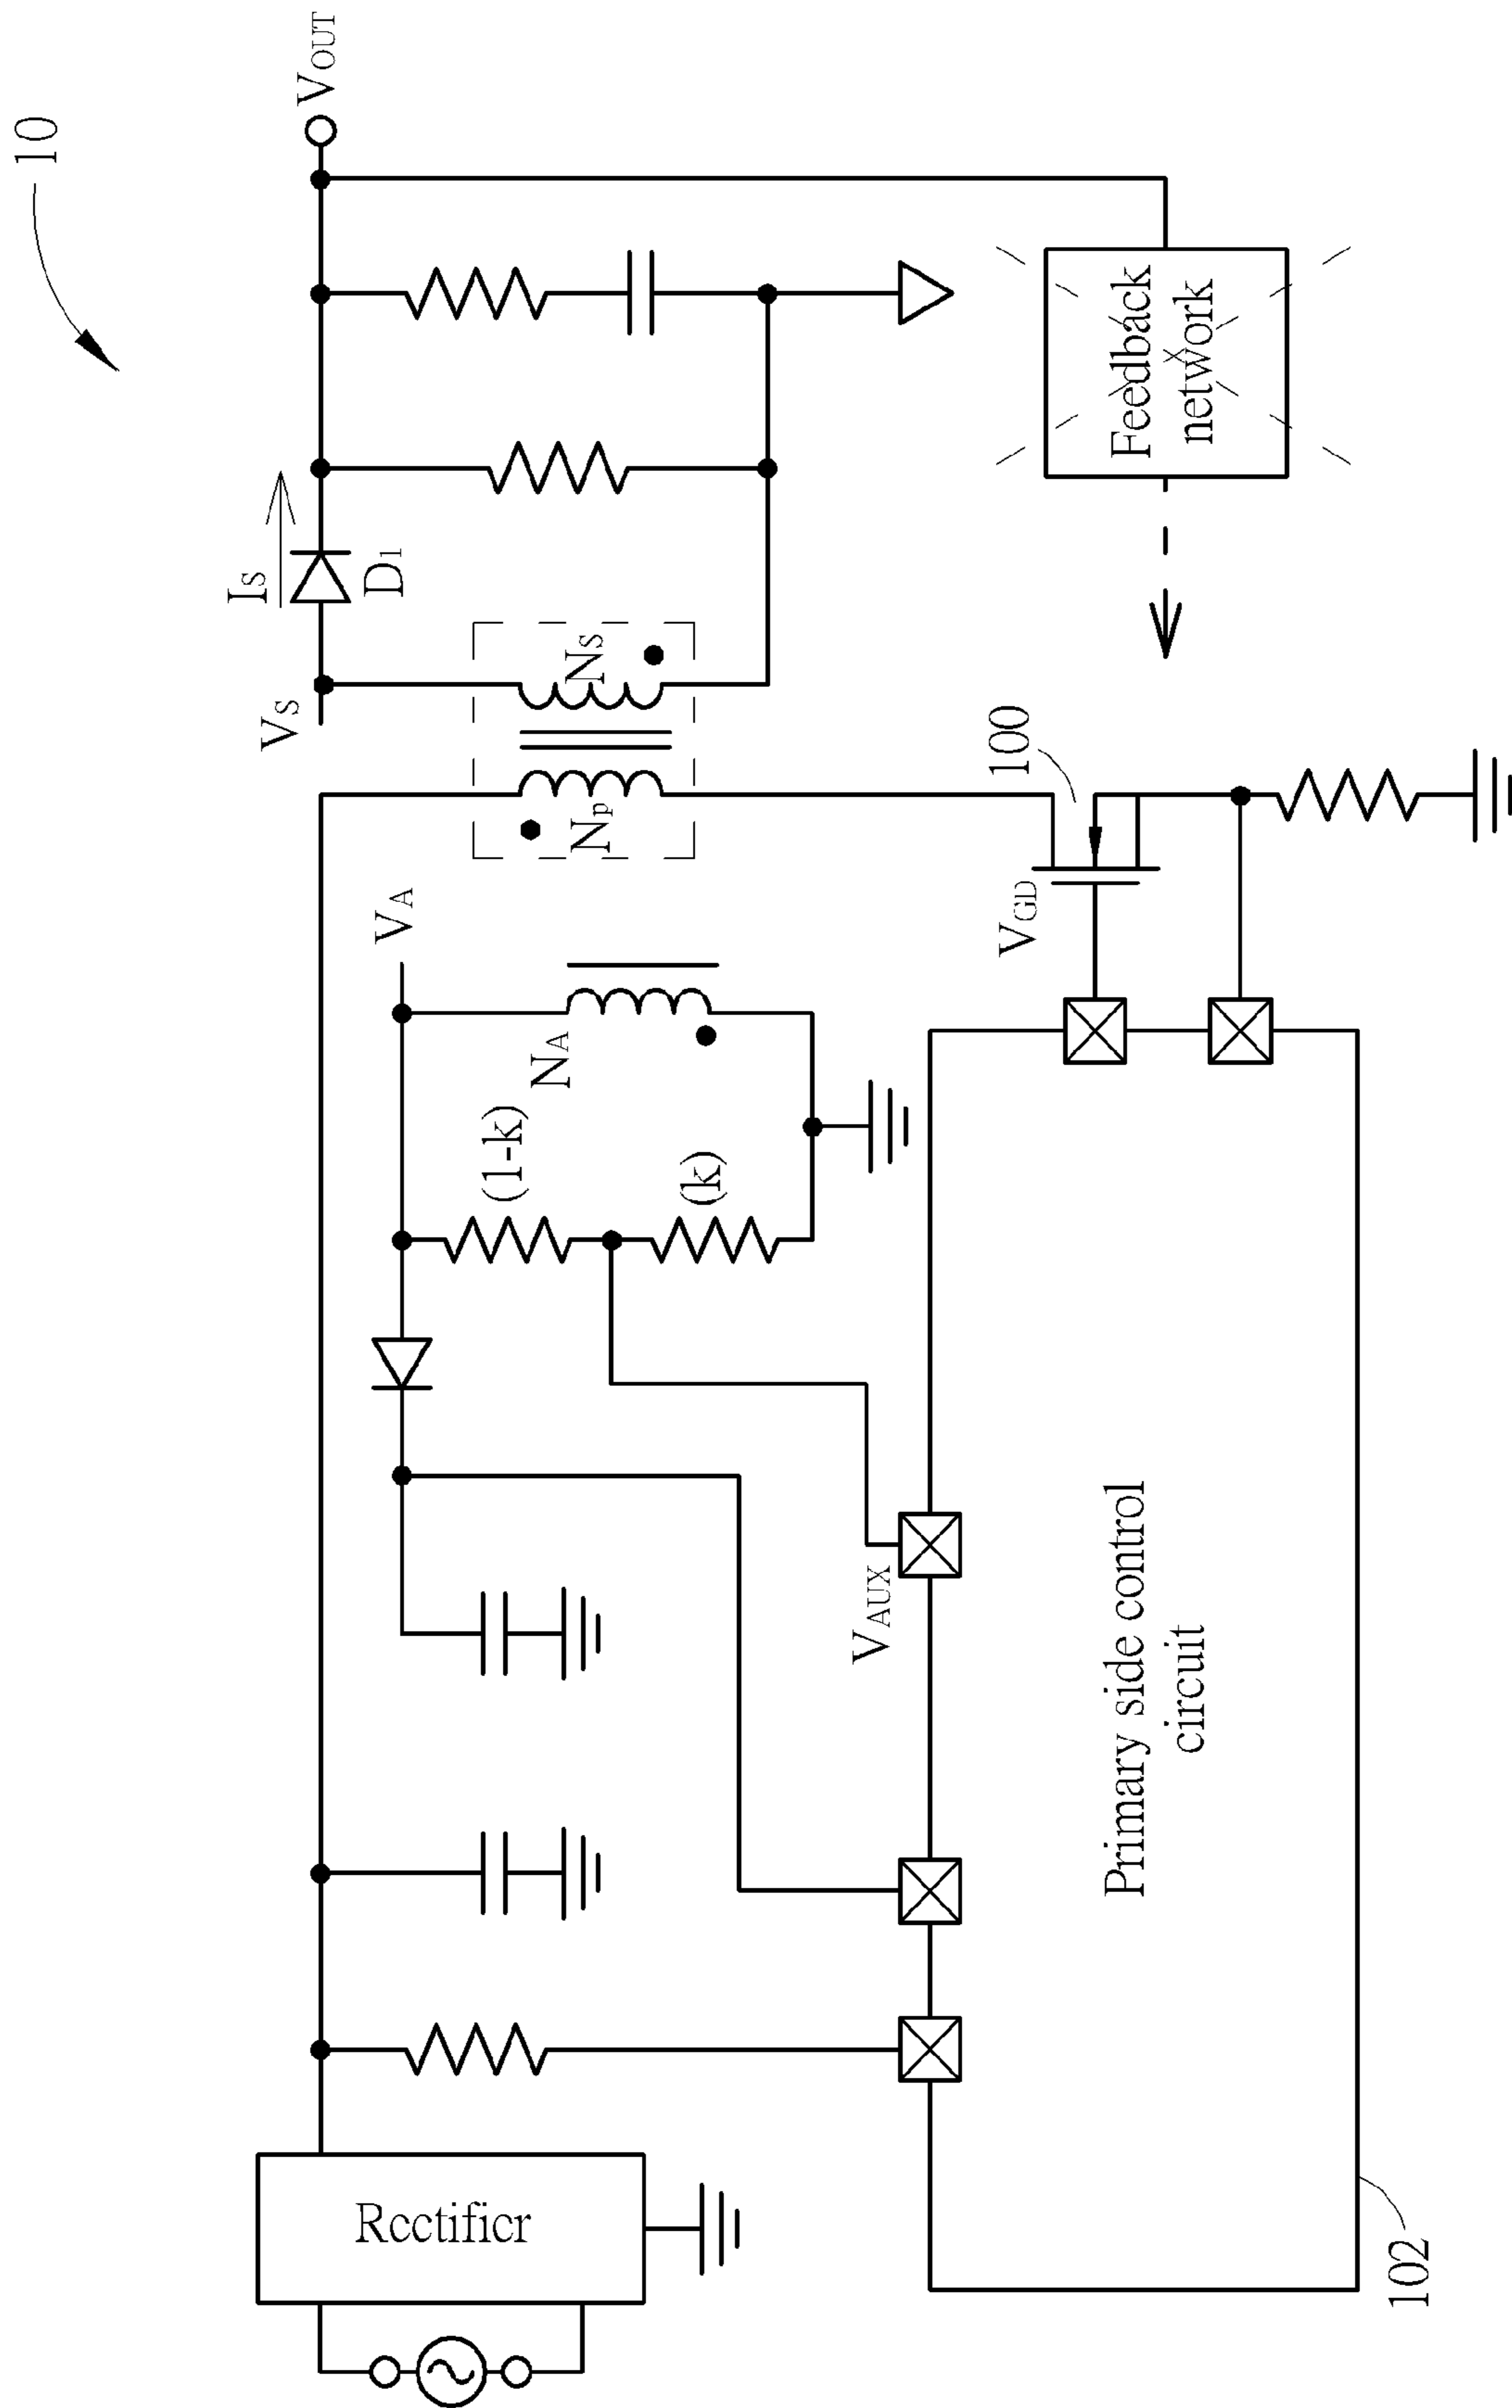 10
VOUT
IS
D1
VS
NS
Np
VA
NA
(1-k)
(k)
100
VGD
Feedback
network
VAUX
Primary side control
circuit
Rectifier
102